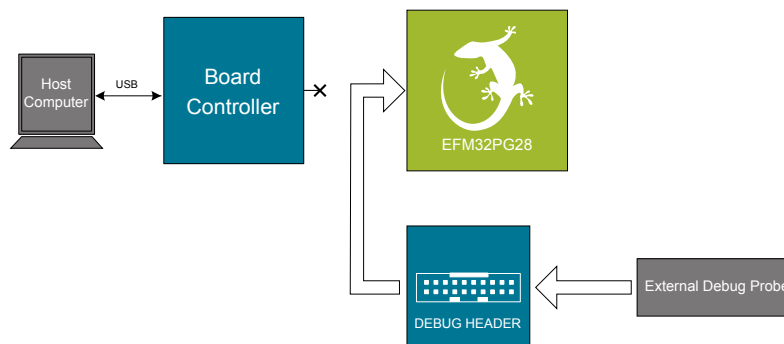 Host
Computer
USB
Board
Controller
EFM32PG28
DEBUG HEADER
External Debug Probe